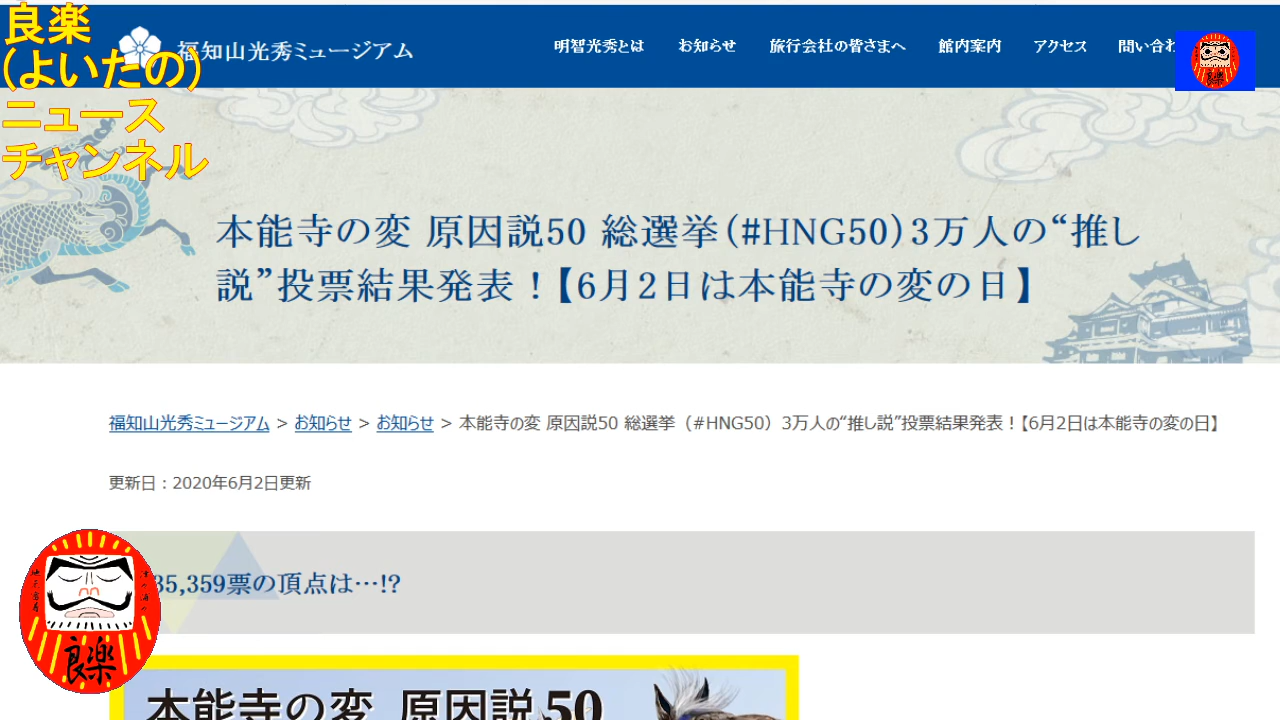 良楽
(よいたの)
ニュース
チャンネル
福知山光秀ミュージアム
明智光秀とは お知らせ 旅行会社の皆さまへ 館内案内 アクセス 問い合わ
本能寺の変 原因説50 総選挙(#HNG50)3万人の“推し
説”投票結果発表!【6月2日は本能寺の変の日】
福知山光秀ミュージアム > お知らせ > お知らせ > 本能寺の変 原因説50 総選挙(#HNG50)3万人の“推し説”投票結果発表!【6月2日は本能寺の変の日】
更新日:2020年6月2日更新
35,359票の頂点は…!?
良楽
本能寺の変 原因説50